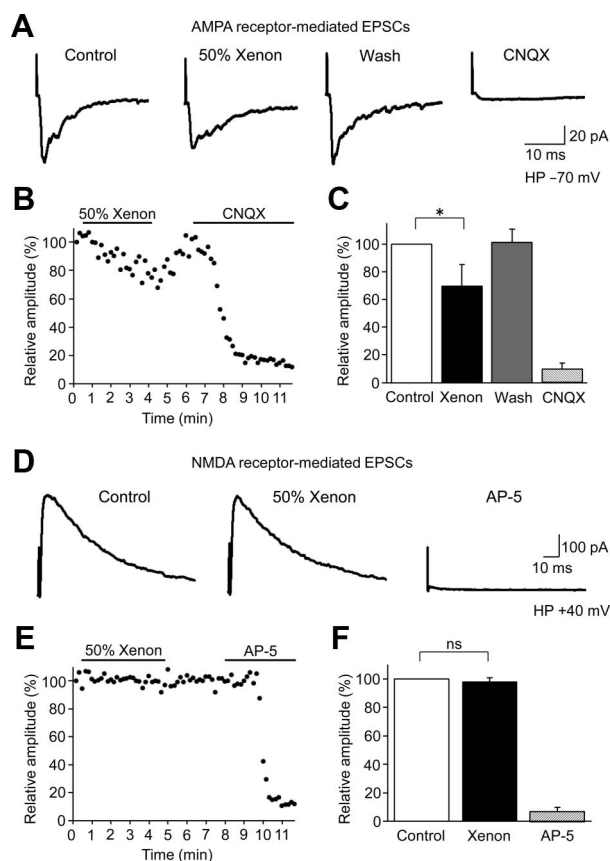 A
AMPA receptor-mediated EPSCs
Control
50% Xenon
Wash
CNQX
20 pA
10 ms
HP –70 mV
B
50% Xenon
CNQX
Relative amplitude (%)
100
80
60
40
20
0
0 1 2 3 4 5 6 7 8 9 10 11
Time (min)
C
*
Relative amplitude (%)
100
80
60
40
20
0
Control Xenon Wash CNQX
D
NMDA receptor-mediated EPSCs
Control
50% Xenon
AP-5
100 pA
10 ms
HP +40 mV
E
50% Xenon
AP-5
Relative amplitude (%)
100
80
60
40
20
0
0 1 2 3 4 5 6 7 8 9 10 11
Time (min)
F
ns
Relative amplitude (%)
100
80
60
40
20
0
Control Xenon AP-5